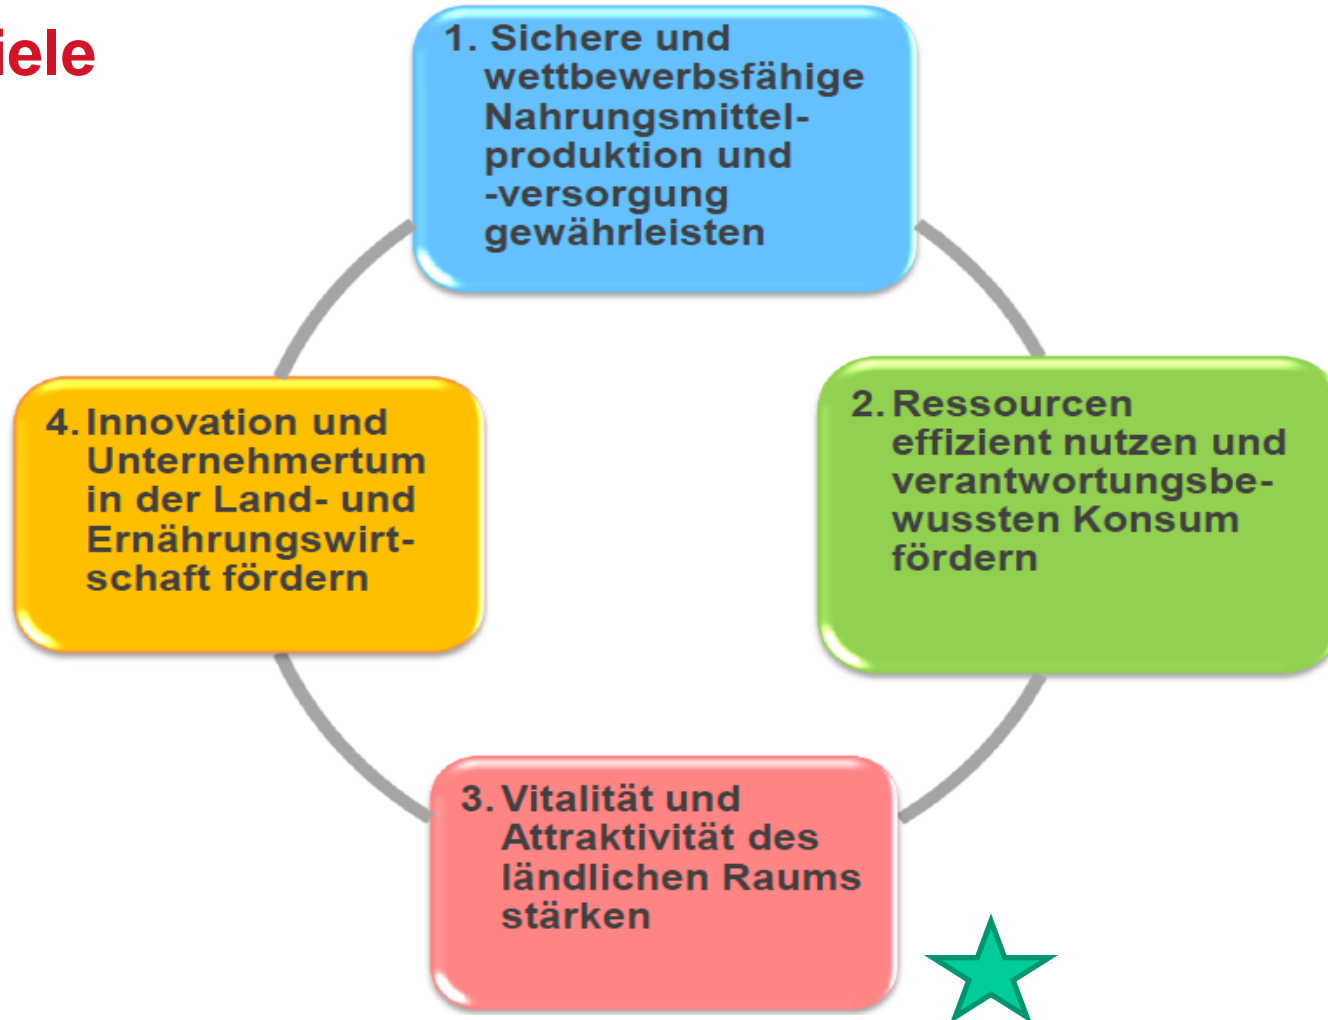 iele
1. Sichere und
wettbewerbsfähige
Nahrungsmittel-
produktion und
-versorgung
gewährleisten
2. Ressourcen
effizient nutzen und
verantwortungsbe-
wussten Konsum
fördern
3. Vitalität und
Attraktivität des
ländlichen Raums
stärken
4. Innovation und
Unternehmertum
in der Land- und
Ernährungswirt-
schaft fördern